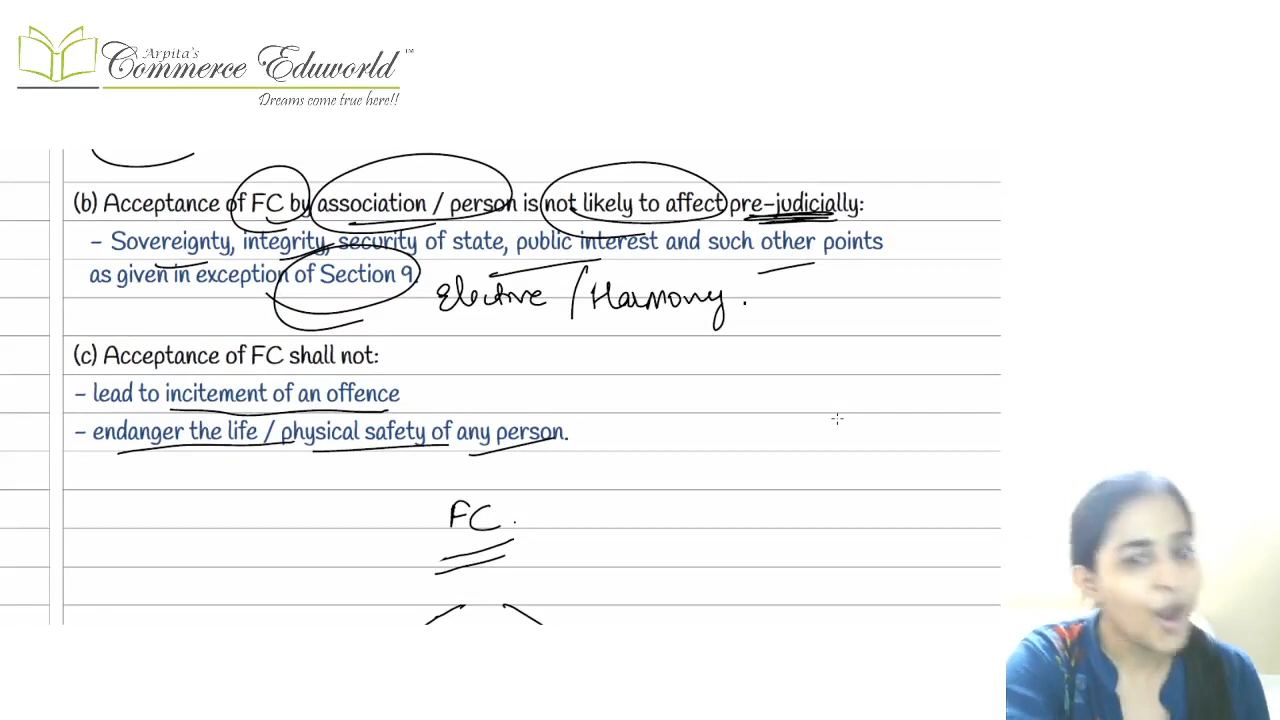 Arpita's
Commerce Eduworld™
Dreams come true here!!
(b) Acceptance of FC by association / person is not likely to affect pre-judicially:
- Sovereignty, integrity, security of state, public interest and such other points
as given in exception of Section 9.
Elective / Harmony.
(c) Acceptance of FC shall not:
- lead to incitement of an offence
- endanger the life / physical safety of any person.
FC.